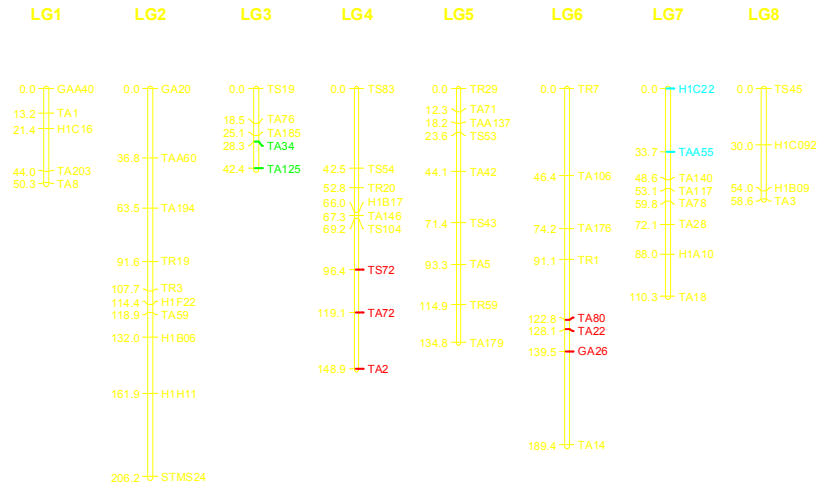 LG1 LG2 LG3 LG4 LG5 LG6 LG7 LG8
0.0 GAA40
13.2 TA1
21.4 H1C16
44.6 TA203
50.3 TA8
0.0 GA20
36.8 TAA60
63.5 TA194
91.6 TR19
107.7 TR3
114.4 H1F22
118.9 TA59
132.0 H1B06
161.9 H1H11
206.2 STMS24
0.0 TS19
16.5 TA76
25.1 TA185
28.3 TA34
42.4 TA125
0.0 TS83
42.5 TS54
52.8 TR20
66.0 H1B17
67.3 TA146
69.2 TS104
96.4 TS72
119.1 TA72
148.9 TA2
0.0 TR29
12.3 TA71
18.2 TAA137
23.6 TS53
44.1 TA42
71.4 TS43
93.3 TA5
114.9 TR59
134.8 TA179
0.0 TR7
46.4 TA106
74.2 TA176
91.1 TR1
122.8 TA80
128.1 TA22
139.5 GA26
189.4 TA14
0.0 H1C22
33.7 TAA55
48.6 TA140
53.1 TA117
59.8 TA78
72.1 TA28
88.0 H1A10
110.3 TA18
0.0 TS45
30.0 H1C092
54.0 H1B09
58.8 TA3